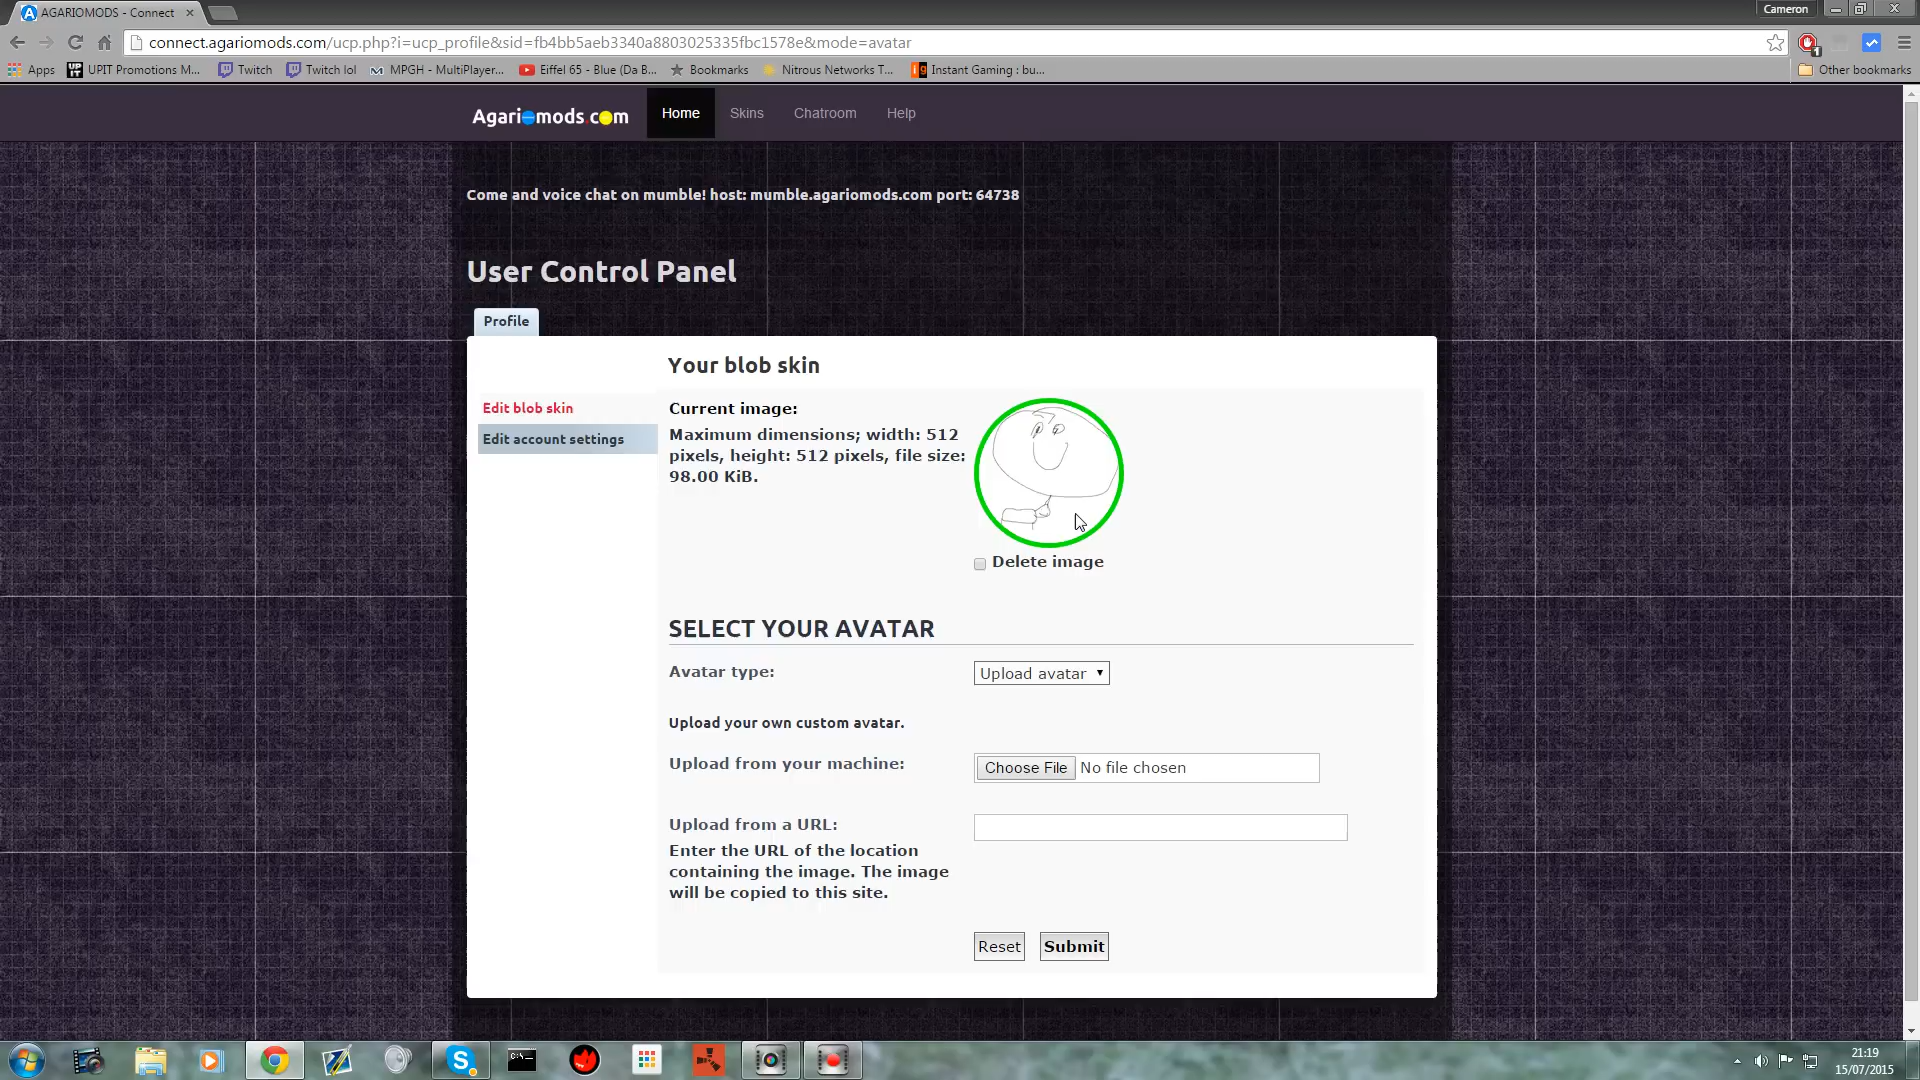 AGARIOMODS - Connect
Cameron
connect.agariomods.com/ucp.php?i=ucp_profile&sid=fb4bb5aeb3340a8803025335fbc1578e&mode=avatar
Apps
UPIT Promotions M...
Twitch
Twitch lol
MPGH - MultiPlayer...
Eiffel 65 - Blue (Da B...
Bookmarks
Nitrous Networks T...
Instant Gaming : bu...
Other bookmarks
Agariomods.com
Home
Skins
Chatroom
Help
Come and voice chat on mumble! host: mumble.agariomods.com port: 64738
User Control Panel
Profile
Your blob skin
Edit blob skin
Edit account settings
Current image:
Maximum dimensions; width: 512
pixels, height: 512 pixels, file size:
98.00 KiB.
Delete image
SELECT YOUR AVATAR
Avatar type:
Upload avatar
Upload your own custom avatar.
Upload from your machine:
Choose File No file chosen
Upload from a URL:
Enter the URL of the location
containing the image. The image
will be copied to this site.
Reset
Submit
21:19
15/07/2015